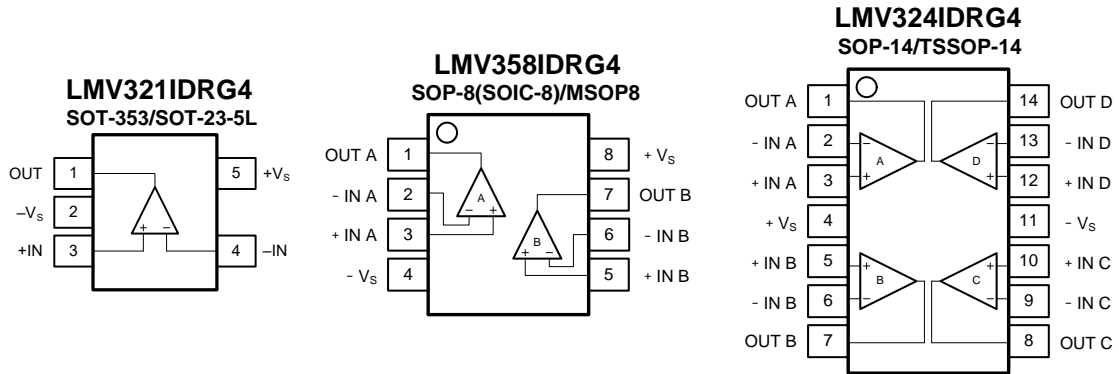 LMV321IDRG4
SOT-353/SOT-23-5L
OUT 1 5 +VS
–VS 2
+IN 3 4 –IN
+ −
LMV358IDRG4
SOP-8(SOIC-8)/MSOP8
OUT A 1 8 + VS
- IN A 2 7 OUT B
+ IN A 3 6 - IN B
- VS 4 5 + IN B
A
− +
B
+ −
LMV324IDRG4
SOP-14/TSSOP-14
OUT A 1 14 OUT D
- IN A 2 − − 13 - IN D
A D
+ IN A 3 + + 12 + IN D
+ VS 4 11 - VS
+ IN B 5 + + 10 + IN C
B C
- IN B 6 − − 9 - IN C
OUT B 7 8 OUT C